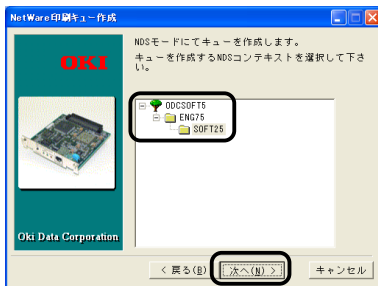 NetWare印刷キュー作成
NDSモードにてキューを作成します。
キューを作成するNDSコンテキストを選択して下さ
い。
OKI
ODCSOFT5
ENG75
SOFT25
Oki Data Corporation
< 戻る(B)
次へ(N) >
キャンセル